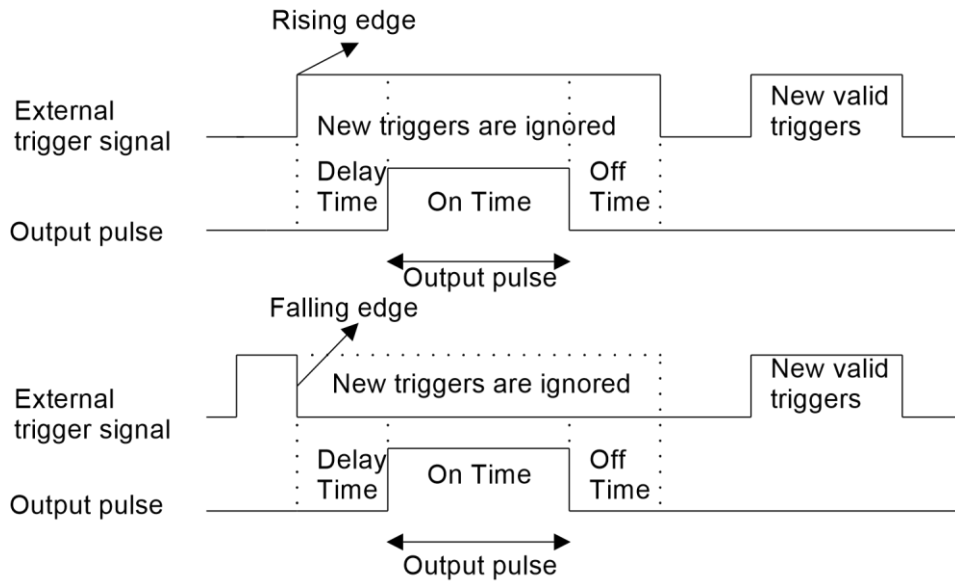 Rising edge
External
trigger signal
New triggers are ignored
New valid
triggers
Delay
Time
On Time
Off
Time
Output pulse
Output pulse
Falling edge
External
trigger signal
New triggers are ignored
New valid
triggers
Delay
Time
On Time
Off
Time
Output pulse
Output pulse